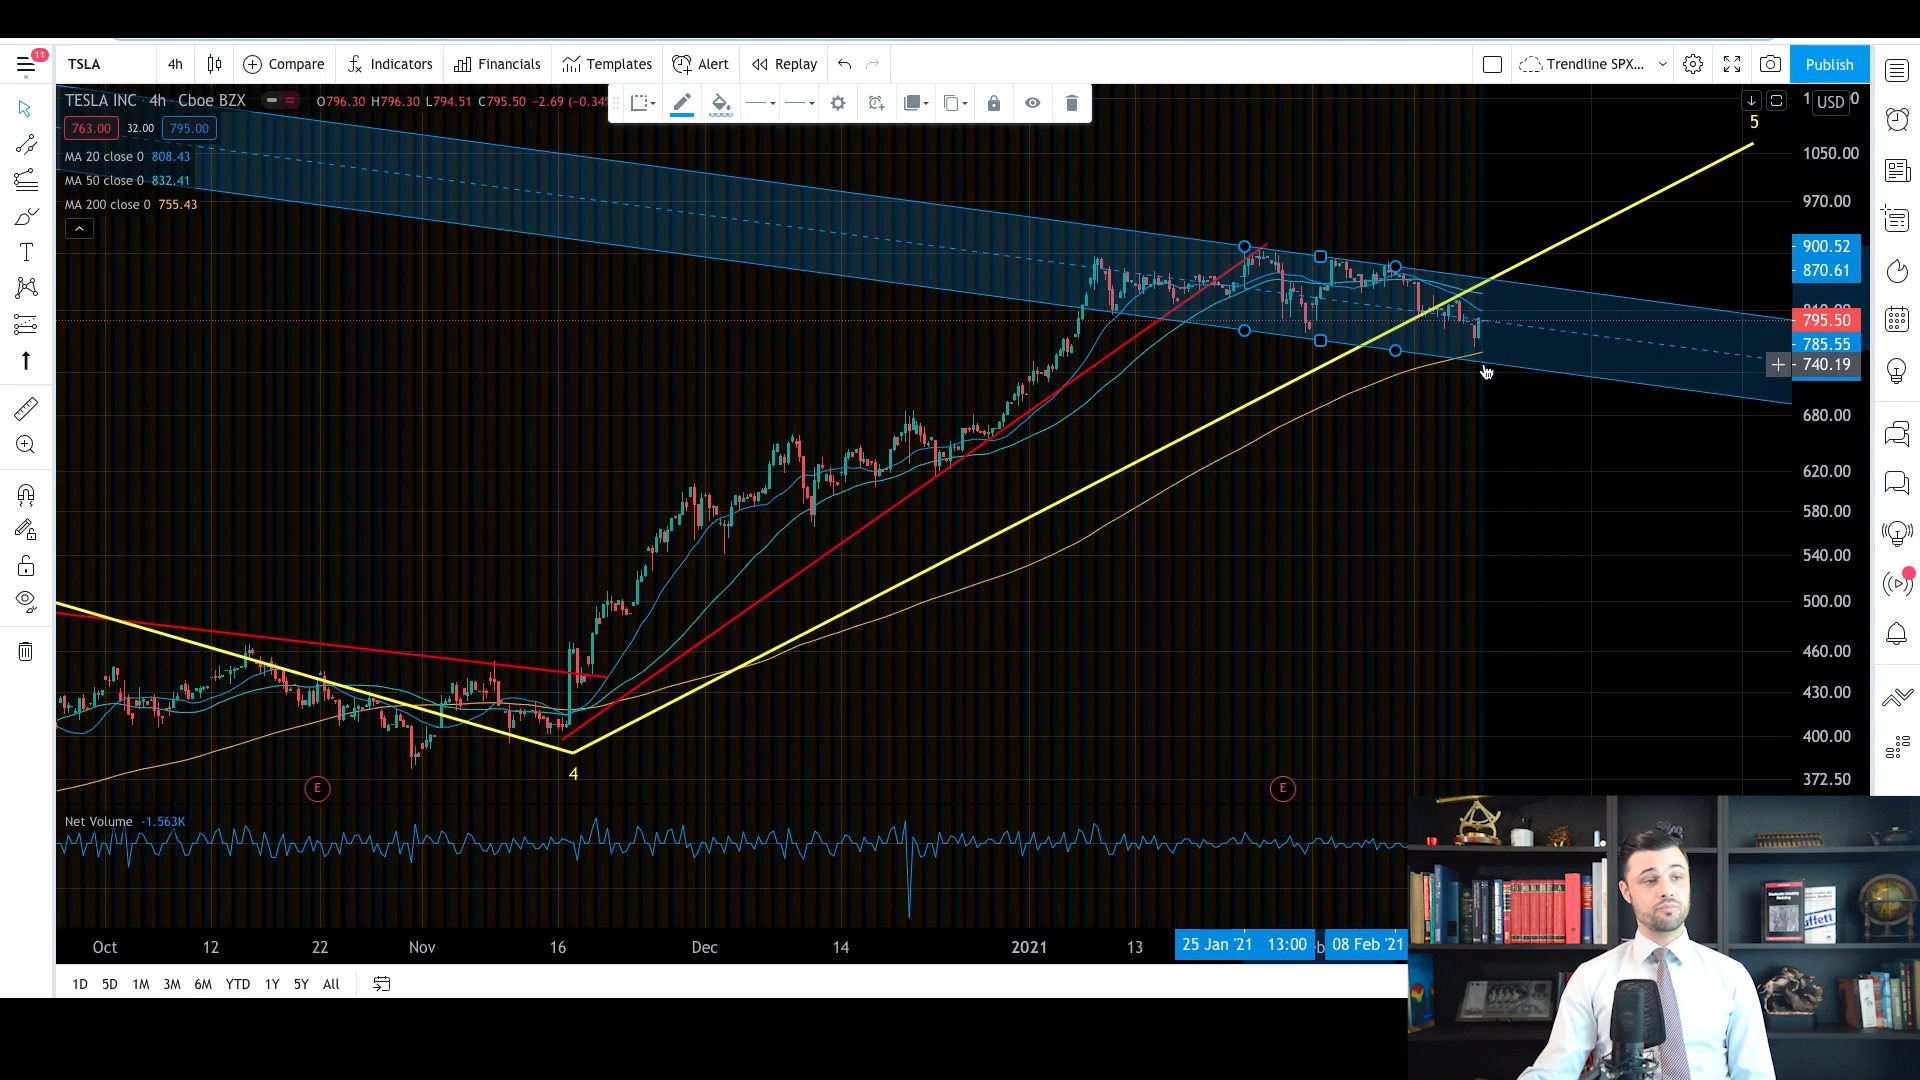 11
TSLA 4h Compare Indicators Financials Templates Alert Replay Trendline SPX... Publish
TESLA INC 4h Cboe BZX O796.30 H796.30 L794.51 C795.50 -2.69
763.00 32.00 795.00
MA 20 close 0 808.43
MA 50 close 0 832.41
MA 200 close 0 755.43
USD
5
1050.00
970.00
900.52
870.61
795.50
785.55
740.19
680.00
620.00
580.00
540.00
500.00
460.00
430.00
400.00
372.50
4
E
E
Net Volume -1.563K
Oct 12 22 Nov 16 Dec 14 2021 13 25 Jan '21 13:00 08 Feb '21
1D 5D 1M 3M 6M YTD 1Y 5Y All